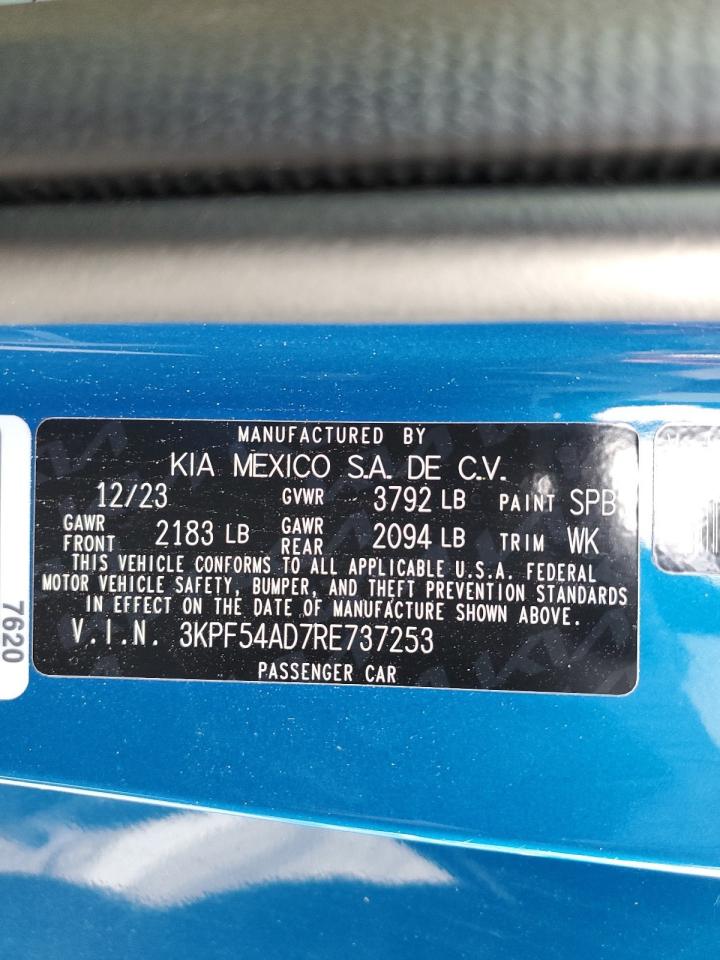 MANUFACTURED BY
KIA MEXICO S.A. DE C.V.
12/23 GVWR 3792 LB PAINT SPB
GAWR FRONT 2183 LB GAWR REAR 2094 LB TRIM WK
THIS VEHICLE CONFORMS TO ALL APPLICABLE U.S.A. FEDERAL
MOTOR VEHICLE SAFETY, BUMPER, AND THEFT PREVENTION STANDARDS
IN EFFECT ON THE DATE OF MANUFACTURE SHOWN ABOVE.
V.I.N. 3KPF54AD7RE737253
PASSENGER CAR
7620